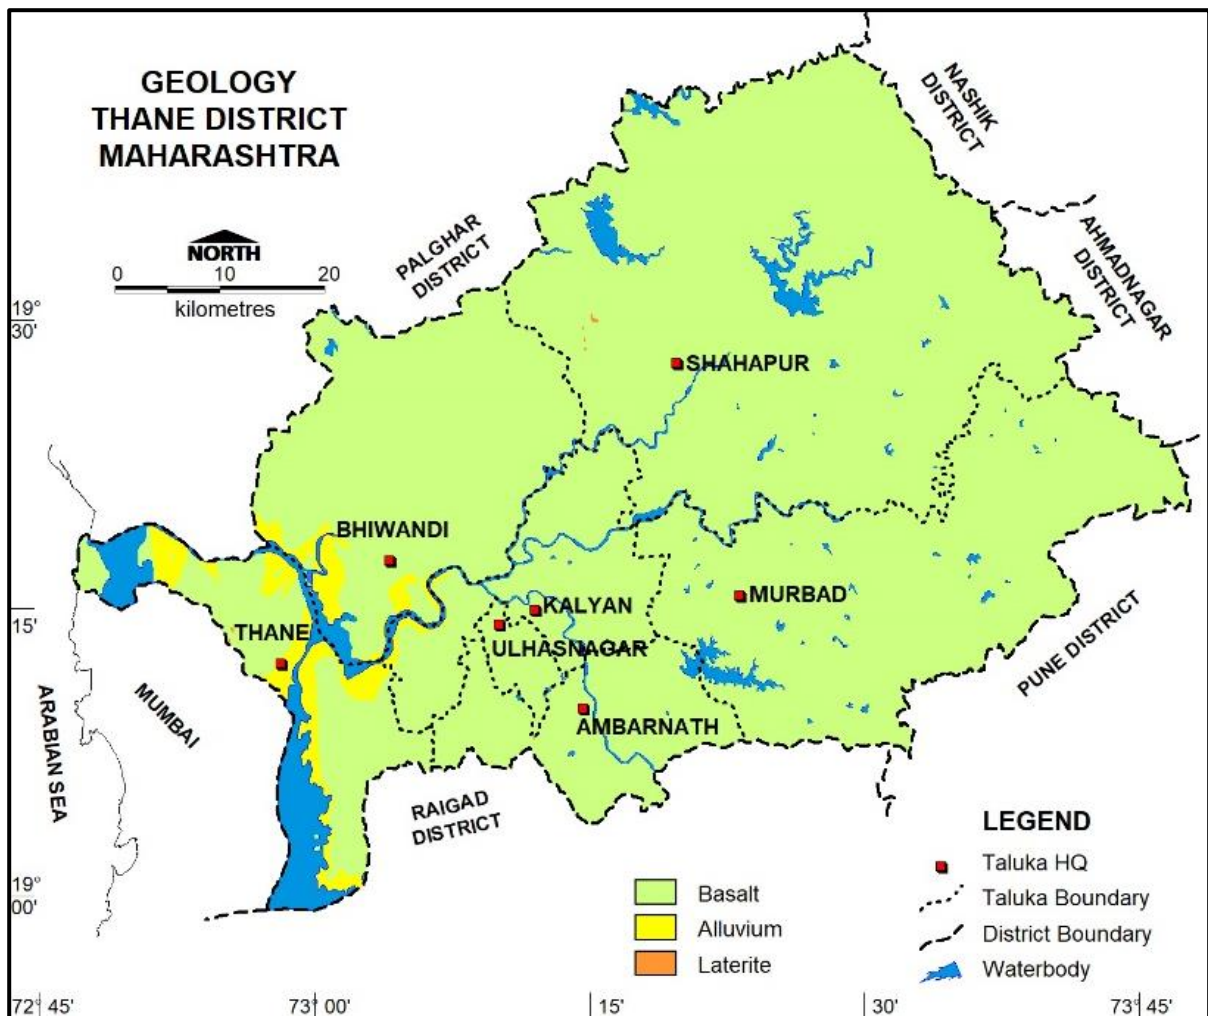 GEOLOGY
THANE DISTRICT
MAHARASHTRA
NORTH
0 10 20
kilometres
NASHIK
DISTRICT
AHMADNAGAR
DISTRICT
PALGHAR
DISTRICT
19°
30'
SHAHAPUR
BHIWANDI
15'
KALYAN
MURBAD
THANE
ULHASNAGAR
PUNE DISTRICT
ARABIAN SEA
MUMBAI
AMBARNATH
RAIGAD
DISTRICT
19°
00'
LEGEND
Taluka HQ
Taluka Boundary
District Boundary
Waterbody
Basalt
Alluvium
Laterite
72° 45' 73° 00' 15' 30' 73° 45'